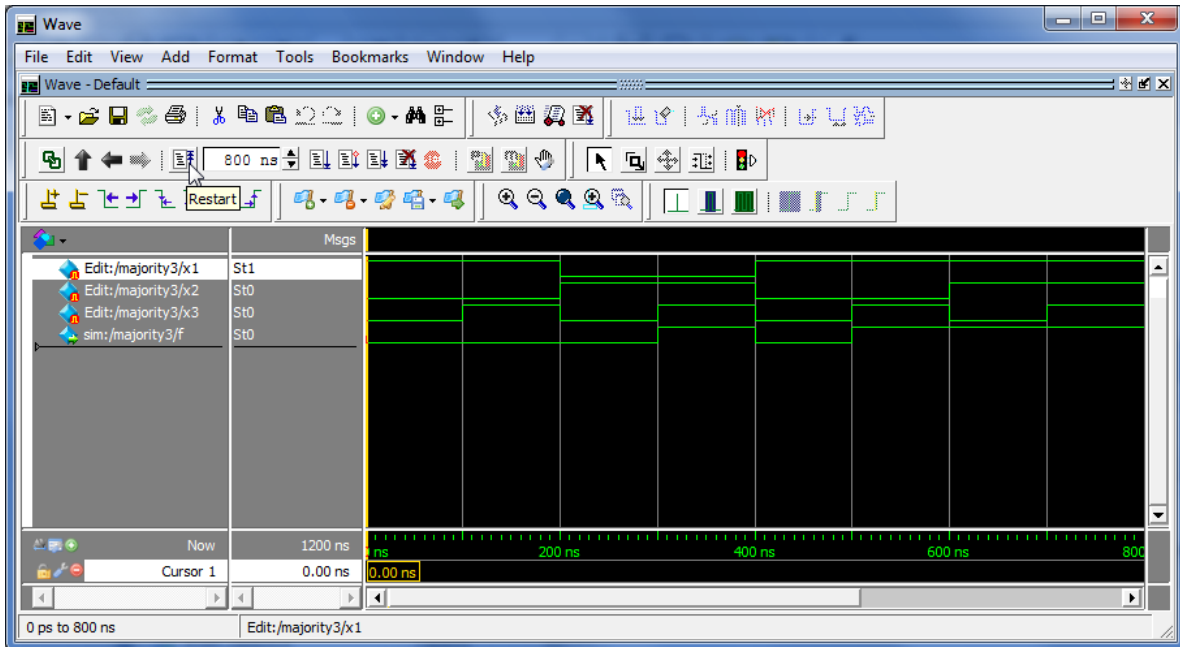 Wave
File Edit View Add Format Tools Bookmarks Window Help
Wave - Default
800 ns
Restart
Msgs
Edit:/majority3/x1 St1
Edit:/majority3/x2 St0
Edit:/majority3/x3 St0
sim:/majority3/f St0
Now 1200 ns
ns 200 ns 400 ns 600 ns 800
Cursor 1 0.00 ns 0.00 ns
0 ps to 800 ns Edit:/majority3/x1